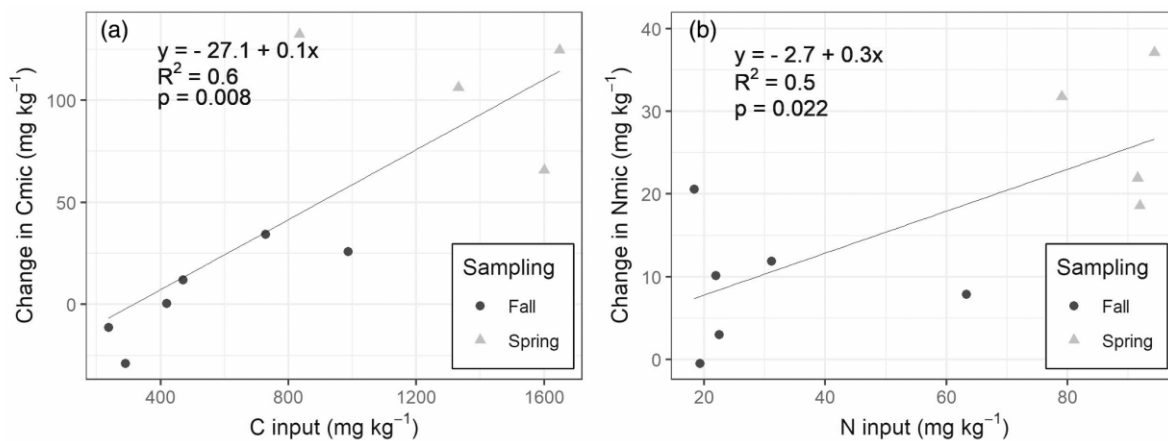 (a)
y = - 27.1 + 0.1x
R² = 0.6
p = 0.008
Change in Cmic (mg kg⁻¹)
100
50
0
400
800
1200
1600
C input (mg kg⁻¹)
Sampling
Fall
Spring
(b)
y = - 2.7 + 0.3x
R² = 0.5
p = 0.022
Change in Nmic (mg kg⁻¹)
40
30
20
10
0
20
40
60
80
N input (mg kg⁻¹)
Sampling
Fall
Spring